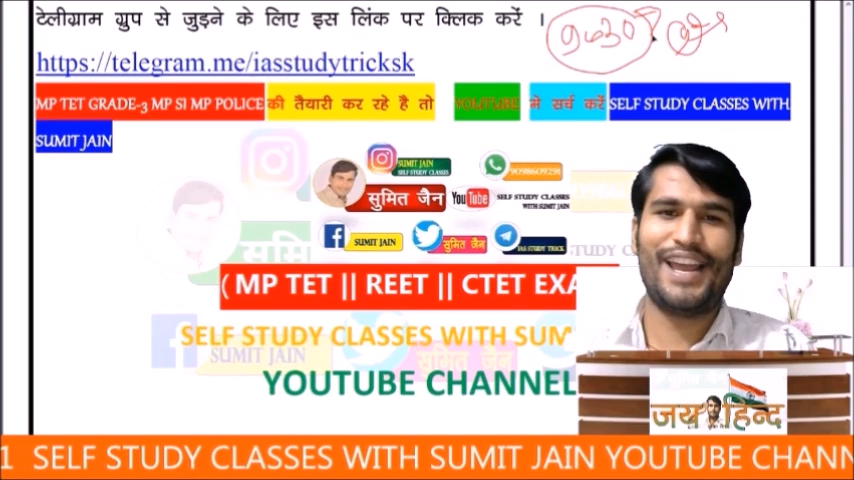 टेलीग्राम ग्रुप से जुड़ने के लिए इस लिंक पर क्लिक करें ।
https://telegram.me/iasstudytricksk
MP TET GRADE-3 MP SI MP POLICE की तैयारी कर रहे है तो YOUTUBE मे सर्च करें SELF STUDY CLASSES WITH
SUMIT JAIN
SUMIT JAIN
SELF STUDY CLASSES
सुमित जैन
YouTube
SELF STUDY CLASSES
WITH SUMIT JAIN
SUMIT JAIN
सुमित जैन
IAS STUDY TRICK
( MP TET || REET || CTET EXA
SELF STUDY CLASSES WITH SUM
SUMIT JAIN
YOUTUBE CHANNEL
जय हिन्द
1 SELF STUDY CLASSES WITH SUMIT JAIN YOUTUBE CHANN